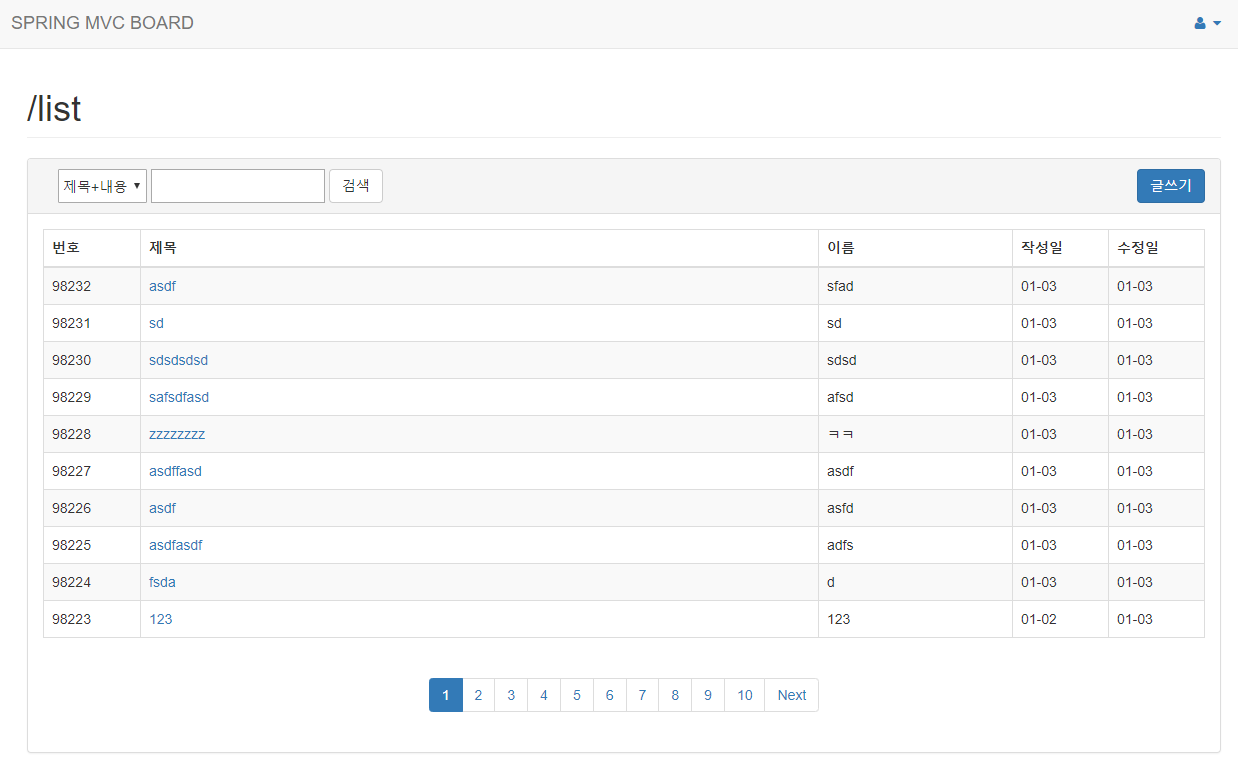 SPRING MVC BOARD
/list
제목+내용 검색 글쓰기
번호 제목 이름 작성일 수정일
98232 asdf sfad 01-03 01-03
98231 sd sd 01-03 01-03
98230 sdsdsdsd sdsd 01-03 01-03
98229 safsdfasd afsd 01-03 01-03
98228 zzzzzzzz ㅋㅋ 01-03 01-03
98227 asdffasd asdf 01-03 01-03
98226 asdf asfd 01-03 01-03
98225 asdfasdf adfs 01-03 01-03
98224 fsda d 01-03 01-03
98223 123 123 01-02 01-03
1 2 3 4 5 6 7 8 9 10 Next